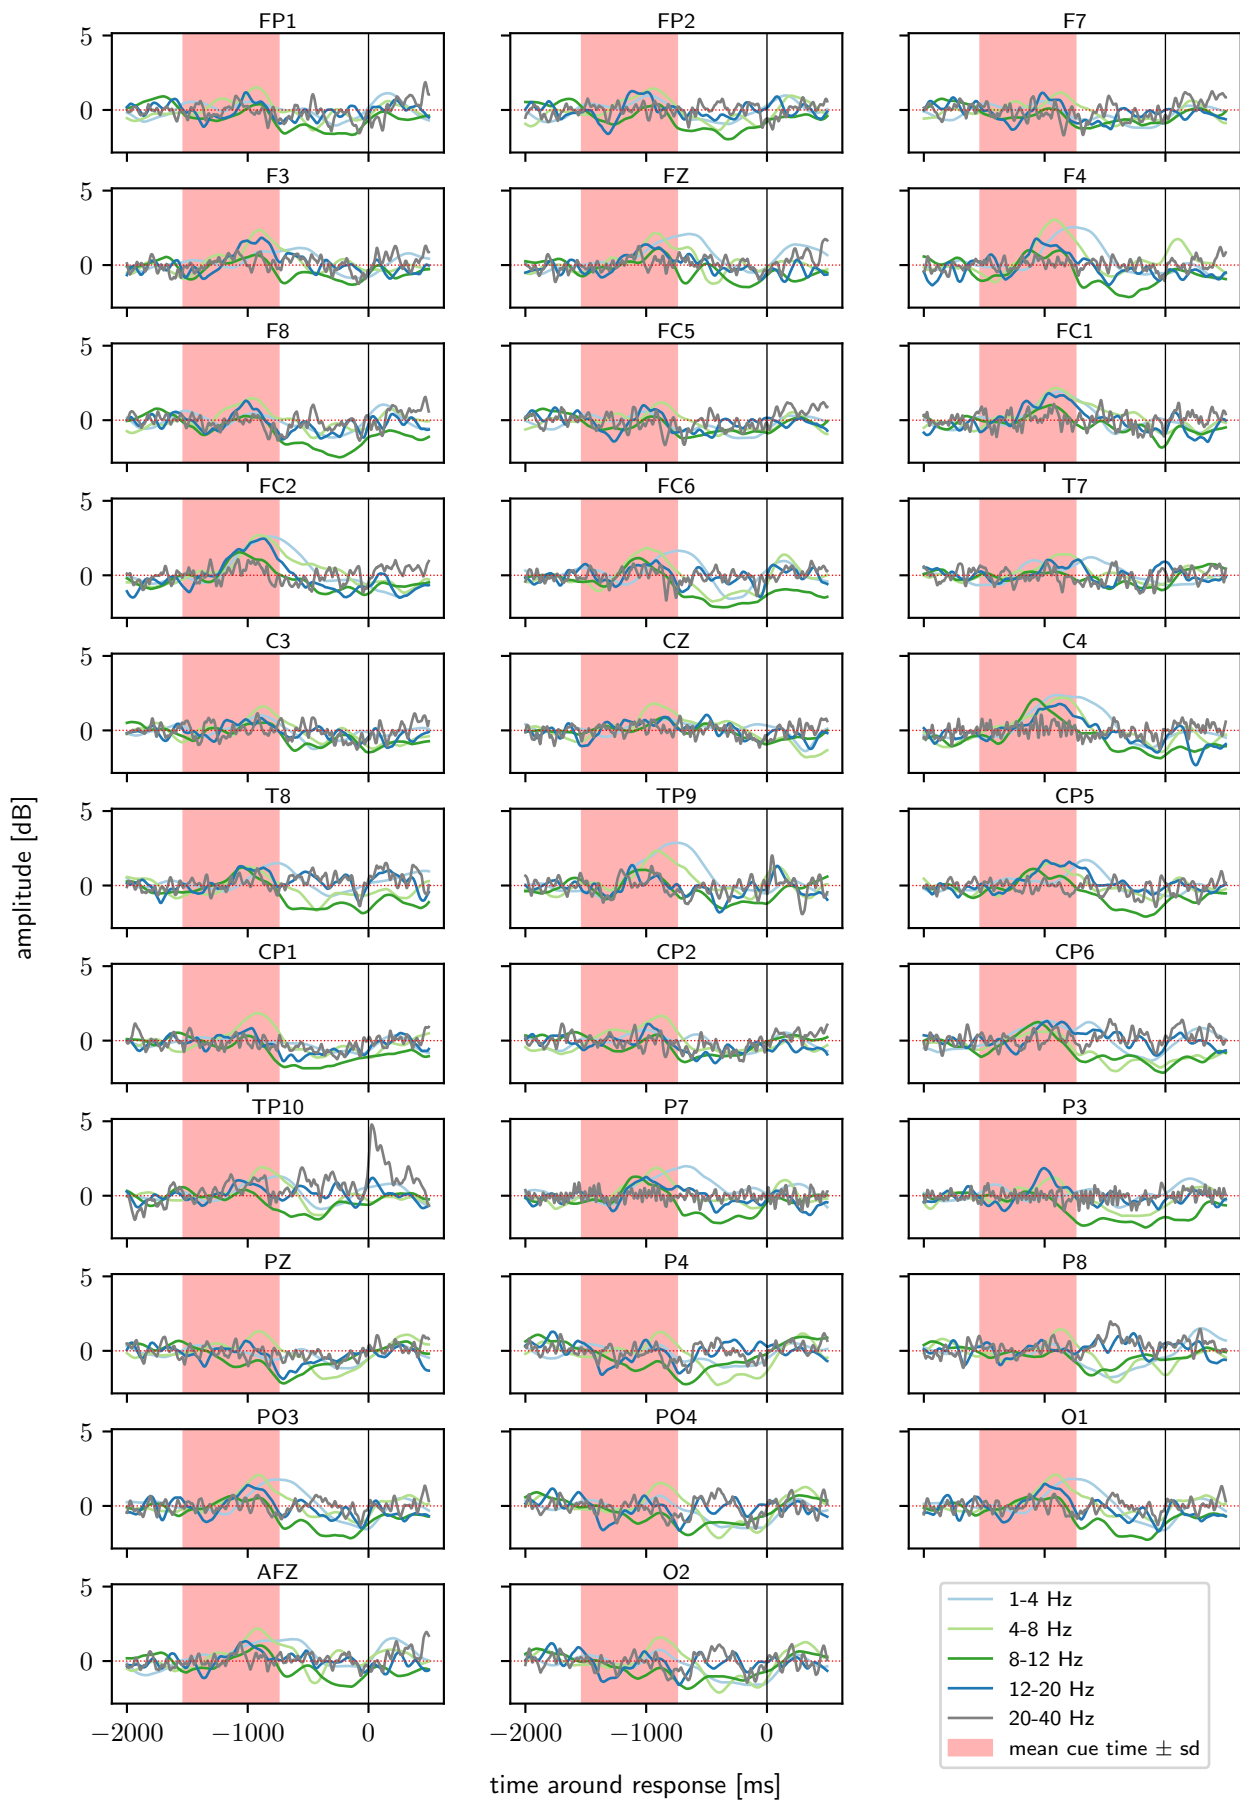 FP1 FP2 F7
5
0
F3 FZ F4
5
0
F8 FC5 FC1
5
0
FC2 FC6 T7
5
0
C3 CZ C4
5
0
T8 TP9 CP5
5
0
CP1 CP2 CP6
5
0
TP10 P7 P3
5
0
PZ P4 P8
5
0
PO3 PO4 O1
5
0
AFZ O2
5
0
−2000 −1000 0 −2000 −1000 0
amplitude [dB]
time around response [ms]
1-4 Hz
4-8 Hz
8-12 Hz
12-20 Hz
20-40 Hz
mean cue time ± sd